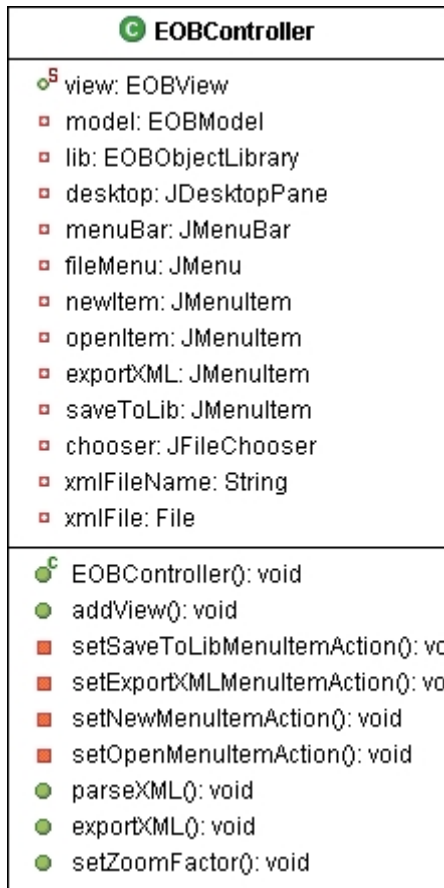 C EOBController
S view: EOBView
model: EOBModel
lib: EOBObjectLibrary
desktop: JDesktopPane
menuBar: JMenuBar
fileMenu: JMenu
newItem: JMenuItem
openItem: JMenuItem
exportXML: JMenuItem
saveToLib: JMenuItem
chooser: JFileChooser
xmlFileName: String
xmlFile: File
C EOBController(): void
addView(): void
setSaveToLibMenuItemAction(): vo
setExportXMLMenuItemAction(): vo
setNewMenuItemAction(): void
setOpenMenuItemAction(): void
parseXML(): void
exportXML(): void
setZoomFactor(): void